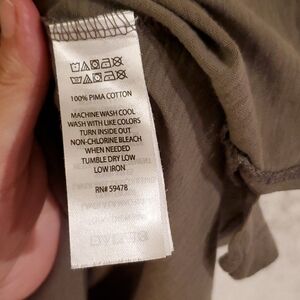 100% PIMA COTTON
MACHINE WASH COOL
WASH WITH LIKE COLORS
TURN INSIDE OUT
NON-CHLORINE BLEACH
WHEN NEEDED
TUMBLE DRY LOW
LOW IRON
RN# 59478